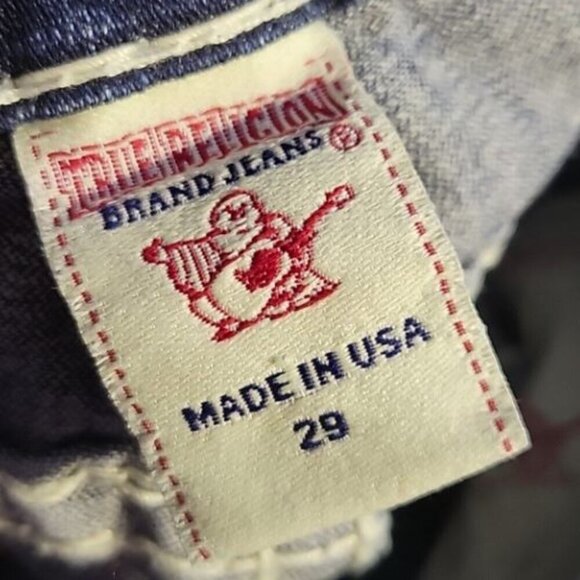 TRUE RELIGION
BRAND JEANS ®
MADE IN USA
29